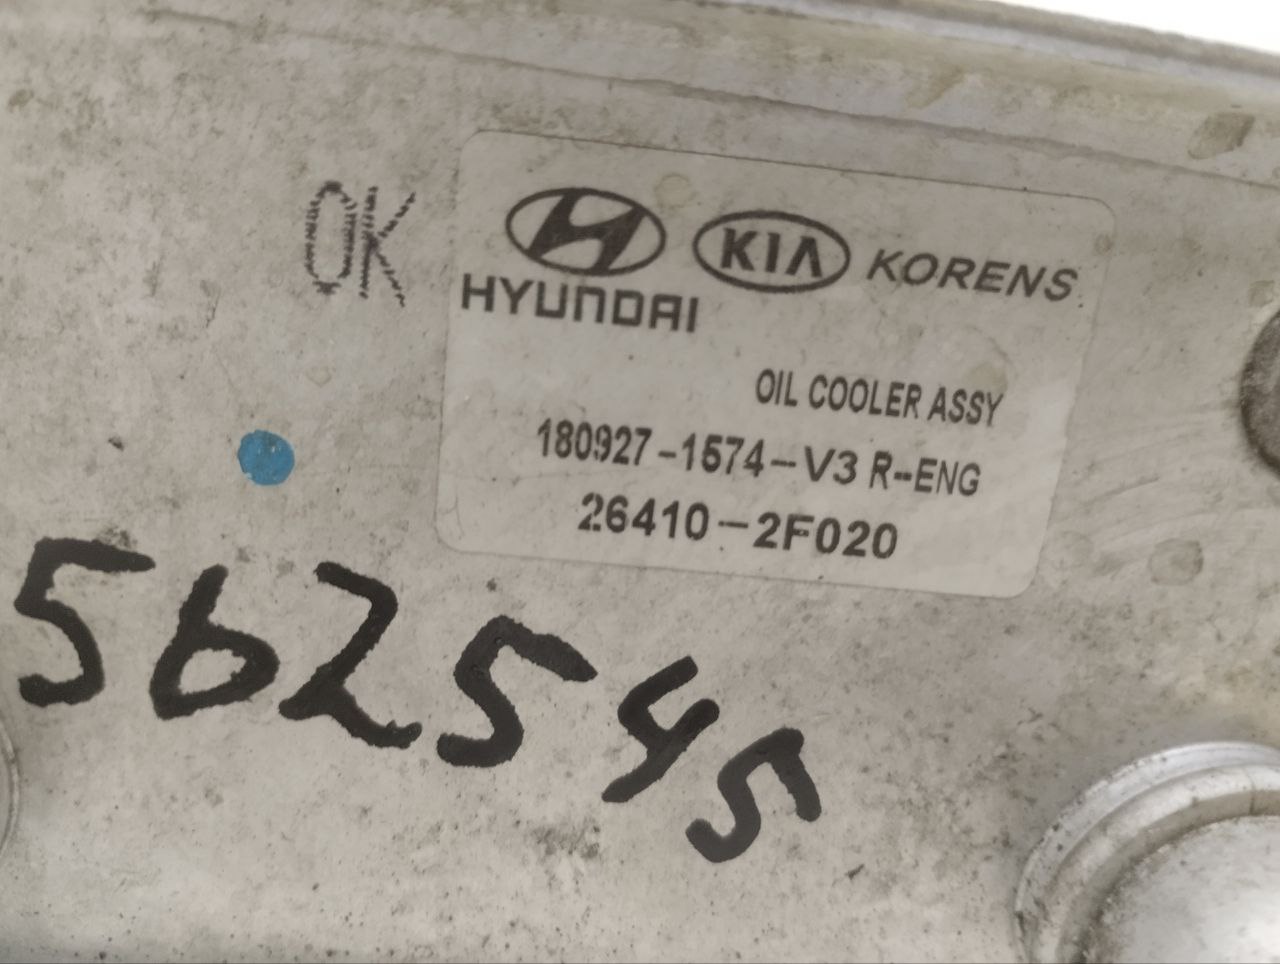 OK
KIA KORENS
HYUNDAI
OIL COOLER ASSY
180927-1574-V3 R--ENG
26410-2F020
562545